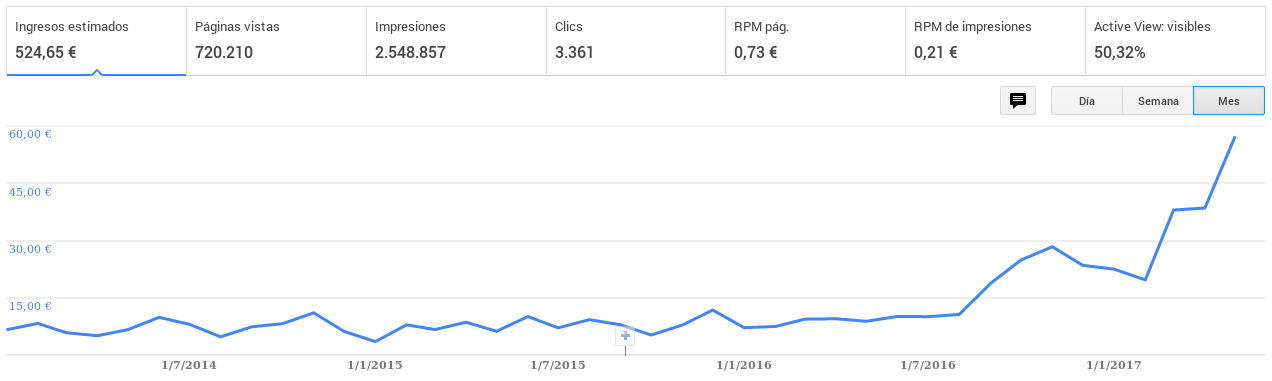 Ingresos estimados
524,65 €
Páginas vistas
720.210
Impresiones
2.548.857
Clics
3.361
RPM pág.
0,73 €
RPM de impresiones
0,21 €
Active View: visibles
50,32%
Día
Semana
Mes
60,00 €
45,00 €
30,00 €
15,00 €
1/7/2014
1/1/2015
1/7/2015
1/1/2016
1/7/2016
1/1/2017